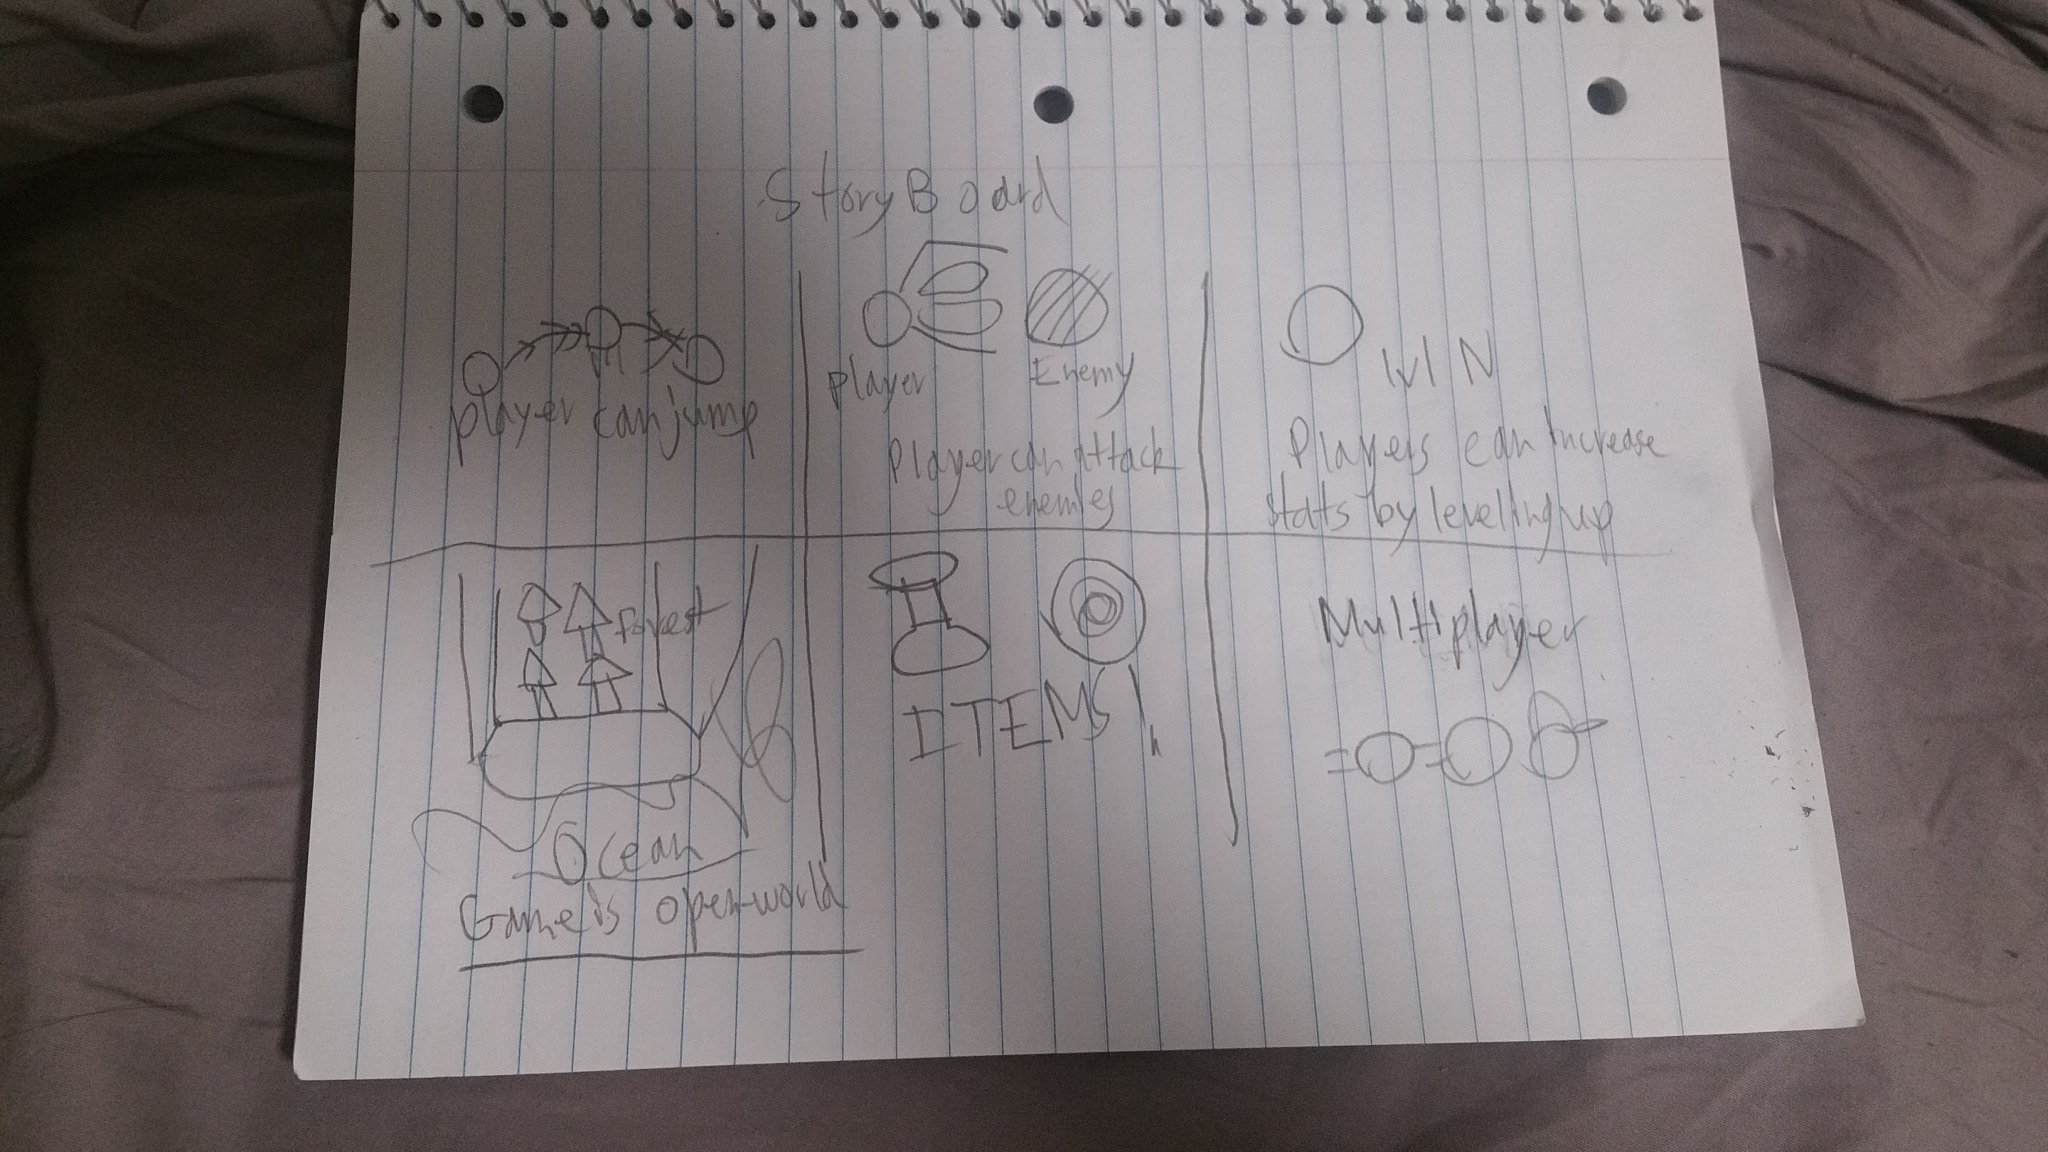 Story Board
Player can jump
Player
Enemy
Player can attack
enemies
lvl N
Players can increase
stats by levelling up
forest
Ocean
Game is open-world
ITEMS
Multiplayer